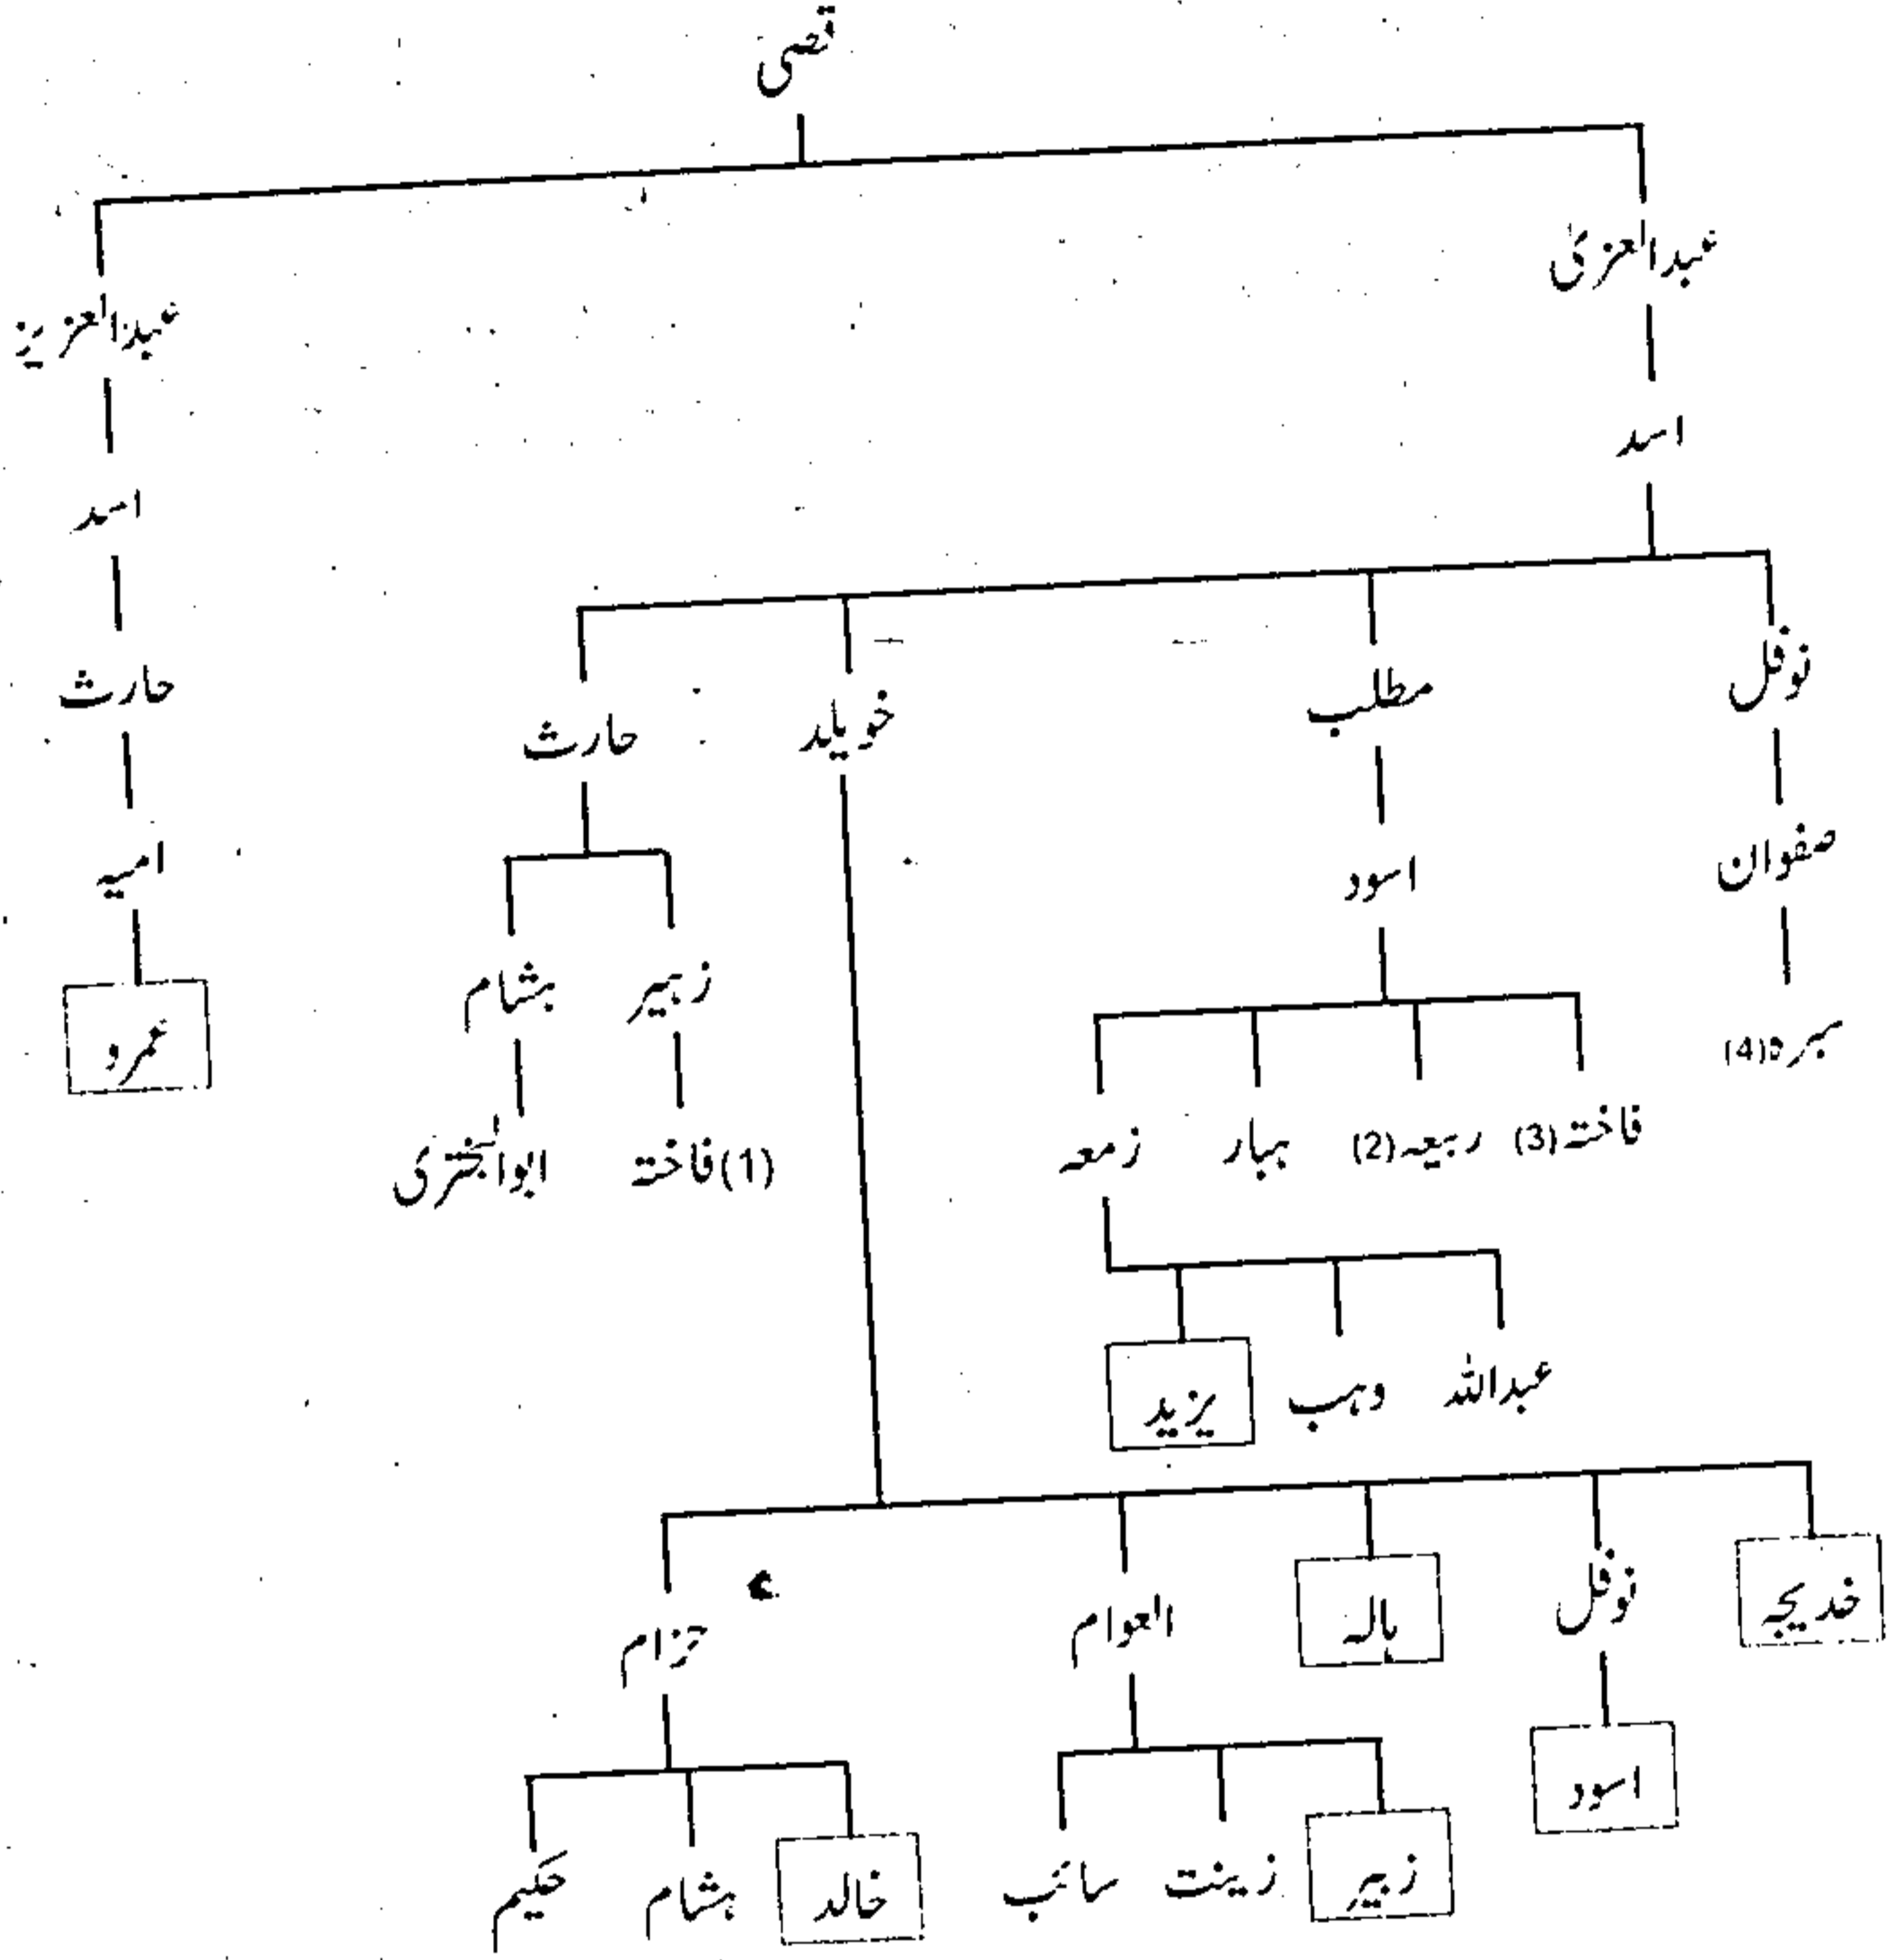 قصی
عبدالعزیٰ
عبدالعزیز
اسد
اسد
نوفل
مطلب
خویلد
حارث
حارث
صفوان
اسود
امیہ
زہیر
ہشام
عمرو
سبرہ(4)
فاختہ(3)
ربیعہ(2)
ہبار
زمعہ
(1)فاختہ
ابوالبختری
عبداللہ
وہب
یزید
خدیجہ
نوفل
ہالہ
العوام
حزام
اسود
زبیر
زینت
سائب
خالد
ہشام
حکیم